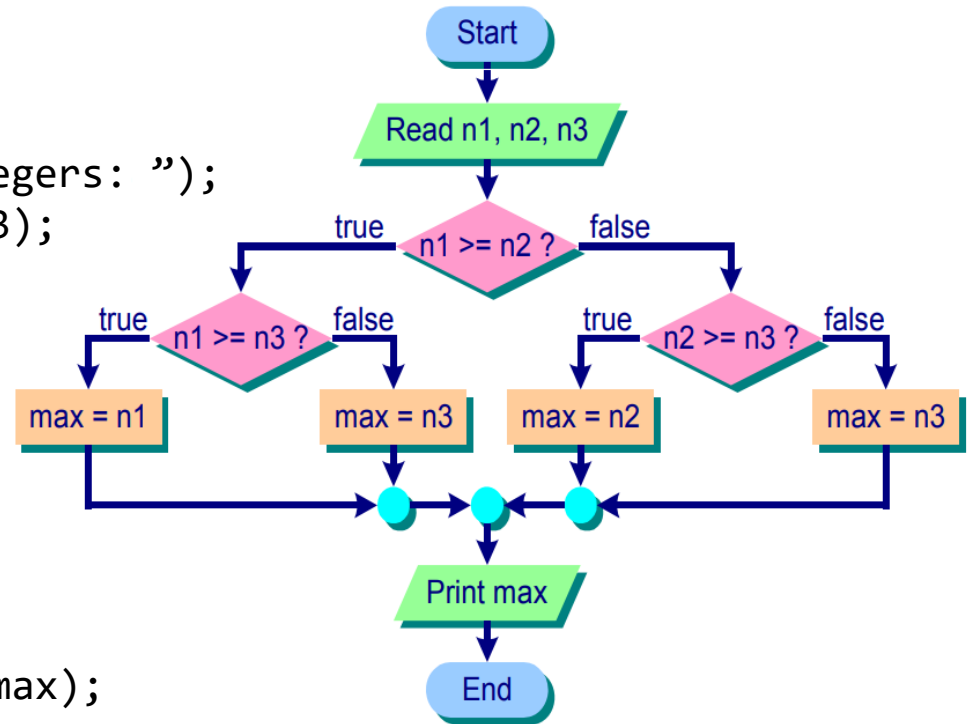 Start
Read n1, n2, n3
egers: ”);
3);
true
n1 >= n2 ?
false
true
n1 >= n3 ?
false
true
n2 >= n3 ?
false
max = n1
max = n3
max = n2
max = n3
Print max
max);
End